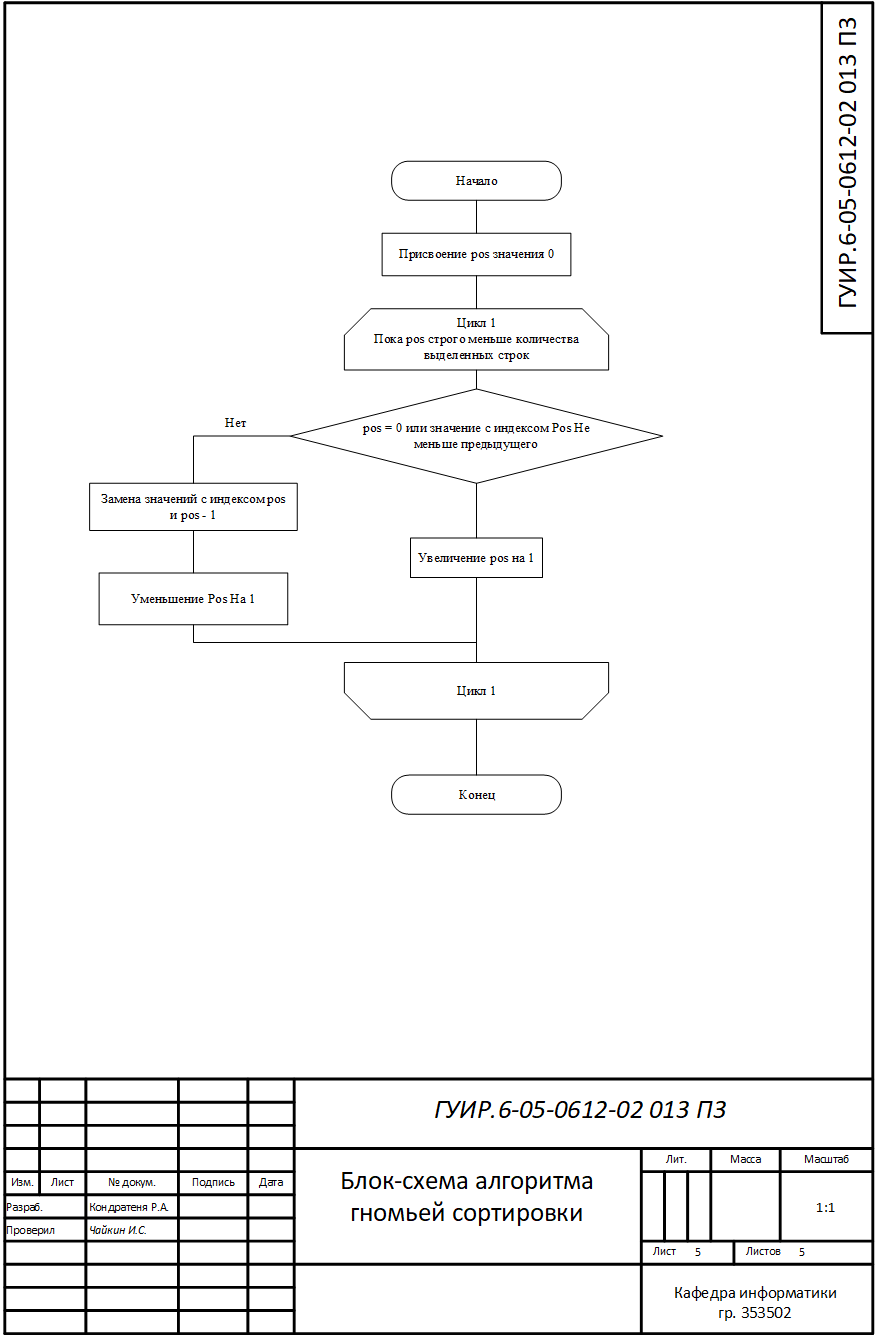 ГУИР.6-05-0612-02 013 ПЗ
Начало
Присвоение pos значения 0
Цикл 1
Пока pos строго меньше количества
выделенных строк
pos = 0 или значение с индексом Pos Не
меньше предыдущего
Нет
Замена значений с индексом pos
и pos - 1
Увеличение pos на 1
Уменьшение Pos На 1
Цикл 1
Конец
ГУИР.6-05-0612-02 013 ПЗ
Изм. Лист № докум. Подпись Дата
Разраб. Кондратеня Р.А.
Проверил Чайкин И.С.
Блок-схема алгоритма
гномьей сортировки
Лит. Масса Масштаб
1:1
Лист 5 Листов 5
Кафедра информатики
гр. 353502